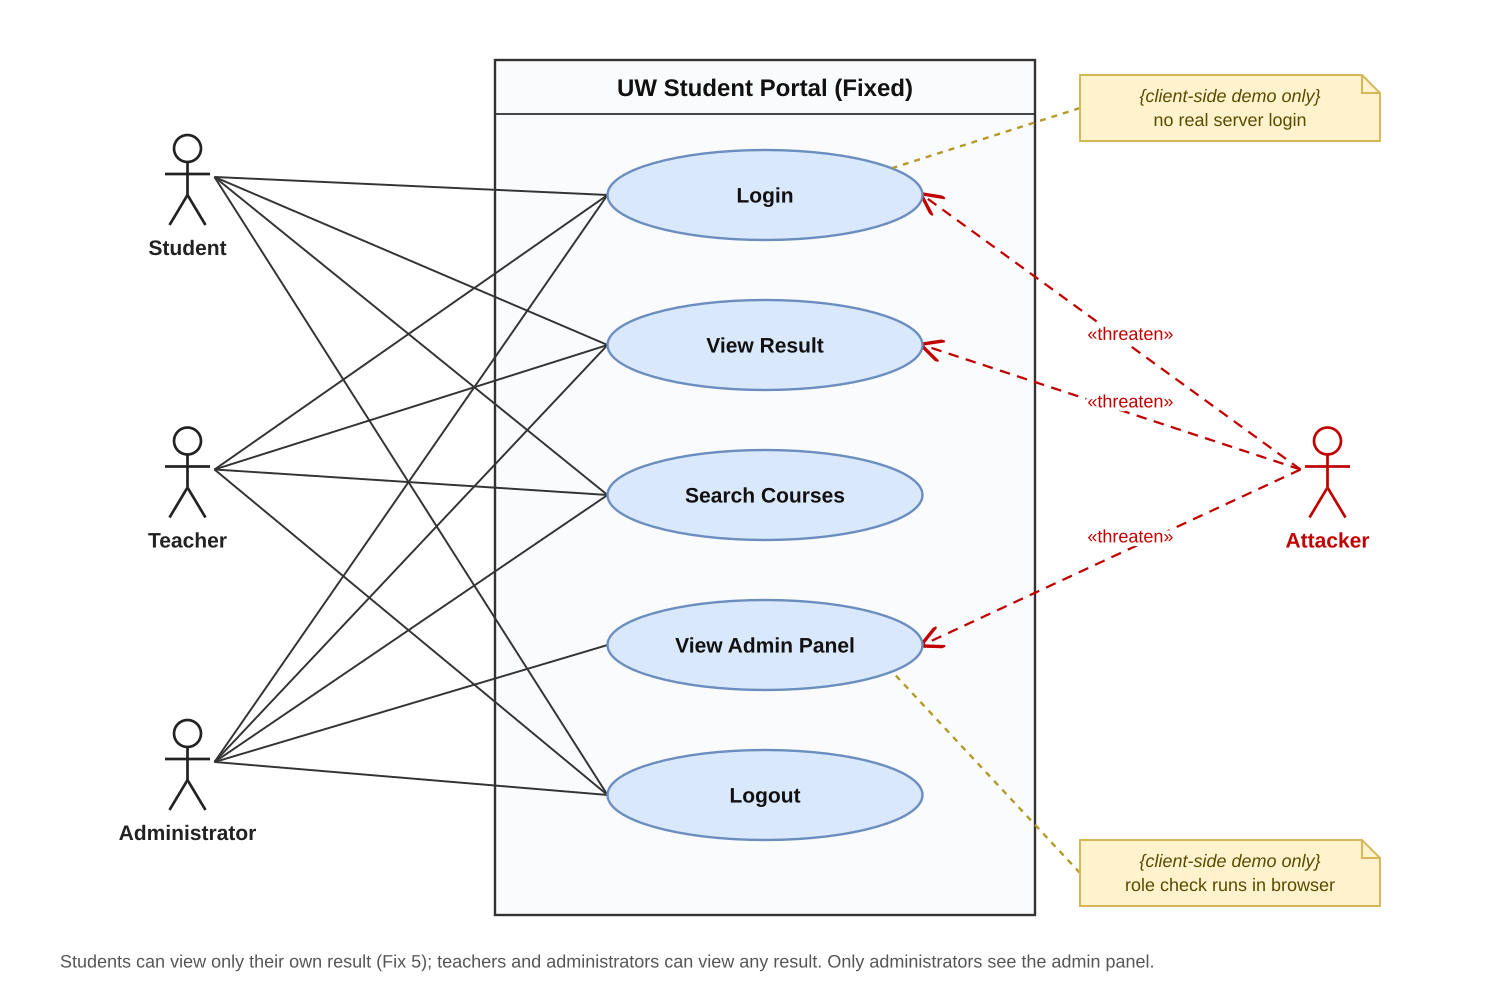 UW Student Portal (Fixed)
{client-side demo only}
no real server login
Login
Student
«threaten»
View Result
«threaten»
Search Courses
«threaten»
Teacher
Attacker
View Admin Panel
Logout
Administrator
{client-side demo only}
role check runs in browser
Students can view only their own result (Fix 5); teachers and administrators can view any result. Only administrators see the admin panel.